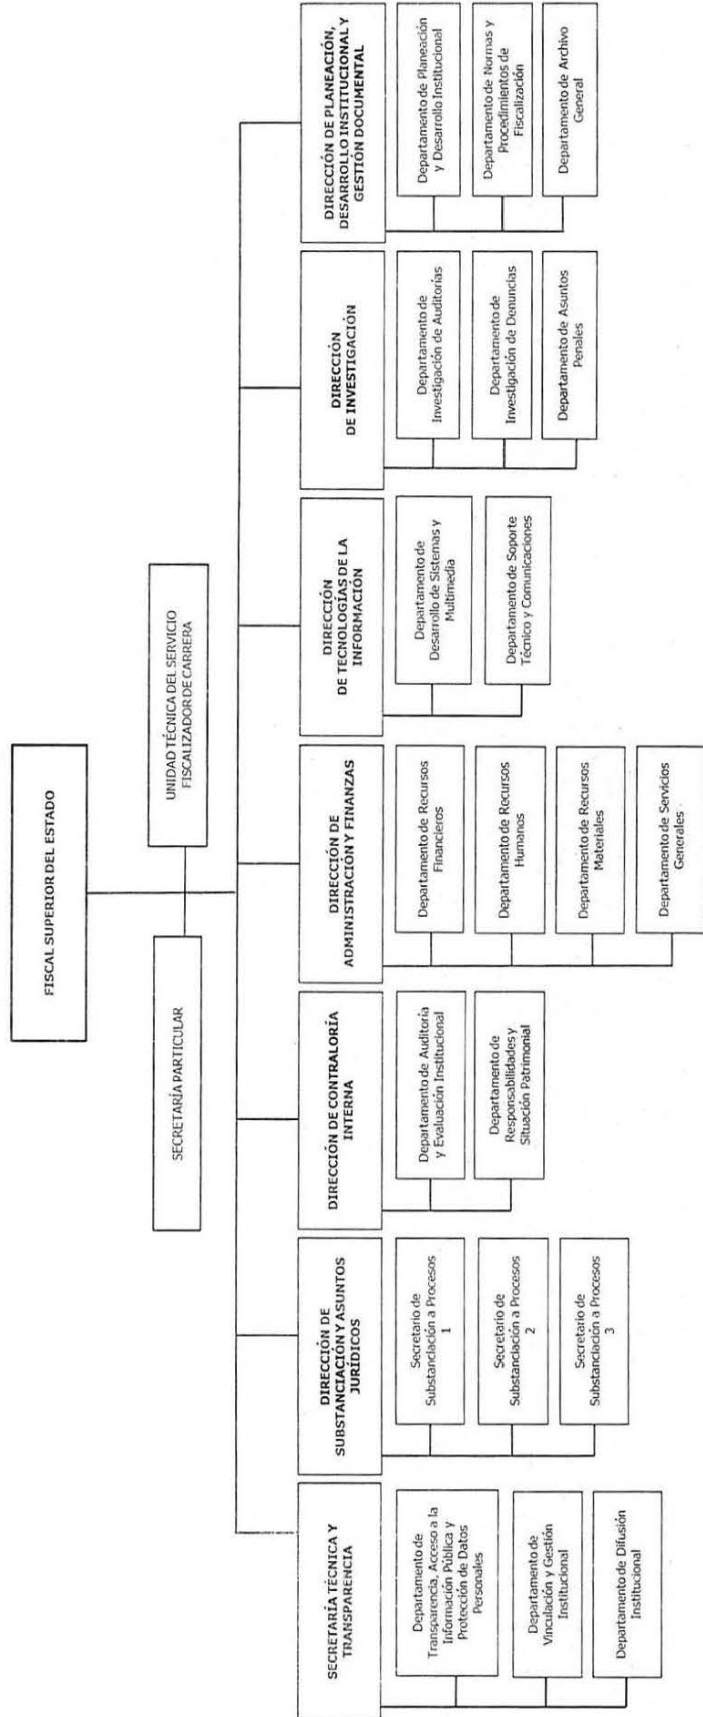 FISCAL SUPERIOR DEL ESTADO
SECRETARÍA PARTICULAR
UNIDAD TÉCNICA DEL SERVICIO
FISCALIZADOR DE CARRERA
SECRETARÍA TÉCNICA Y
TRANSPARENCIA
Departamento de
Transparencia, Acceso a la
Información Pública y
Protección de Datos
Personales
Departamento de
Vinculación y Gestión
Institucional
Departamento de Difusión
Institucional
DIRECCIÓN DE
SUBSTANCIACIÓN Y ASUNTOS
JURÍDICOS
Secretario de
Substanciación a Procesos
1
Secretario de
Substanciación a Procesos
2
Secretario de
Substanciación a Procesos
3
DIRECCIÓN DE CONTRALORÍA
INTERNA
Departamento de Auditoría
y Evaluación Institucional
Departamento de
Responsabilidades y
Situación Patrimonial
DIRECCIÓN DE
ADMINISTRACIÓN Y FINANZAS
Departamento de Recursos
Financieros
Departamento de Recursos
Humanos
Departamento de Recursos
Materiales
Departamento de Servicios
Generales
DIRECCIÓN
DE TECNOLOGÍAS DE LA
INFORMACIÓN
Departamento de
Desarrollo de Sistemas y
Multimedia
Departamento de Soporte
Técnico y Comunicaciones
DIRECCIÓN
DE INVESTIGACIÓN
Departamento de
Investigación de Auditorías
Departamento de
Investigación de Denuncias
Departamento de Asuntos
Penales
DIRECCIÓN DE PLANEACIÓN,
DESARROLLO INSTITUCIONAL Y
GESTIÓN DOCUMENTAL
Departamento de Planeación
y Desarrollo Institucional
Departamento de Normas y
Procedimientos de
Fiscalización
Departamento de Archivo
General